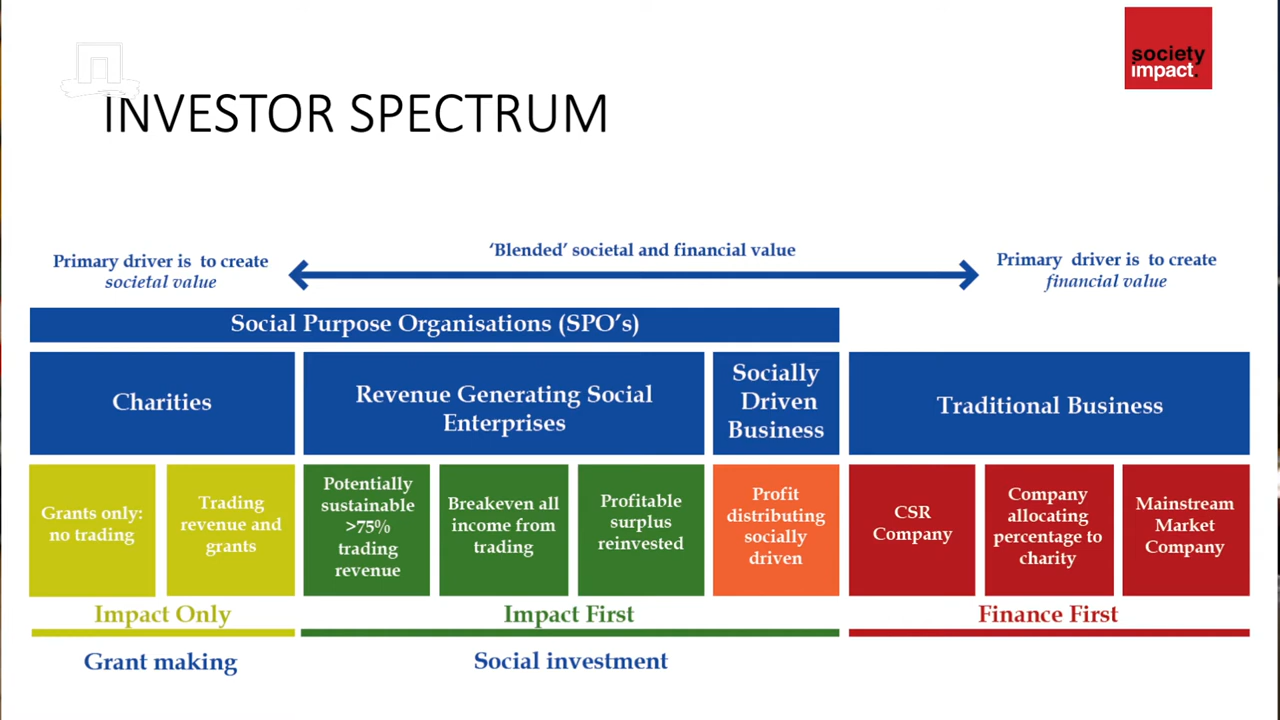 society
impact.
INVESTOR SPECTRUM
Primary driver is to create
societal value
'Blended' societal and financial value
Primary driver is to create
financial value
Social Purpose Organisations (SPO's)
Charities
Revenue Generating Social
Enterprises
Socially
Driven
Business
Traditional Business
Grants only:
no trading
Trading
revenue and
grants
Potentially
sustainable
>75%
trading
revenue
Breakeven all
income from
trading
Profitable
surplus
reinvested
Profit
distributing
socially
driven
CSR
Company
Company
allocating
percentage to
charity
Mainstream
Market
Company
Impact Only
Impact First
Finance First
Grant making
Social investment